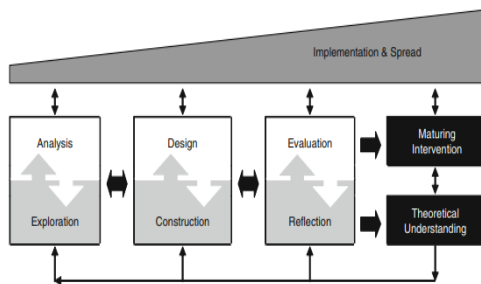 Implementation & Spread
Analysis
Exploration
Design
Construction
Evaluation
Reflection
Maturing
Intervention
Theoretical
Understanding